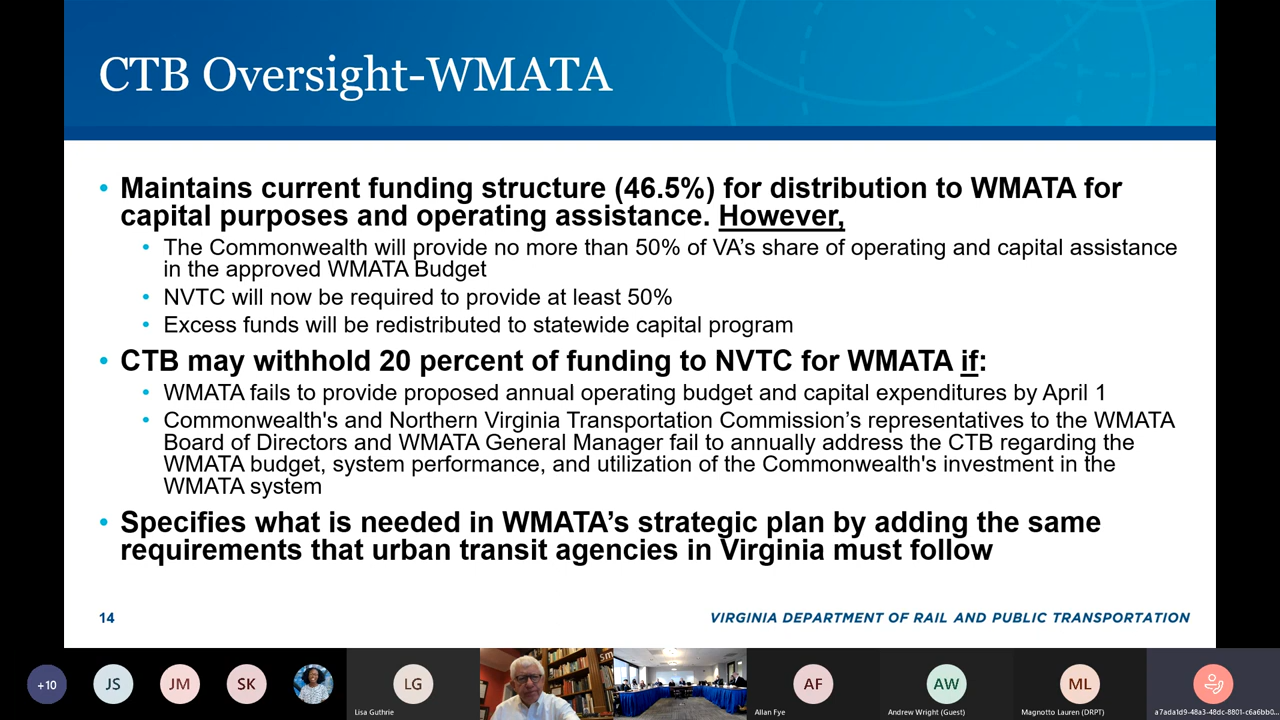 CTB Oversight-WMATA
• Maintains current funding structure (46.5%) for distribution to WMATA for
capital purposes and operating assistance. However,
• The Commonwealth will provide no more than 50% of VA’s share of operating and capital assistance
in the approved WMATA Budget
• NVTC will now be required to provide at least 50%
• Excess funds will be redistributed to statewide capital program
• CTB may withhold 20 percent of funding to NVTC for WMATA if:
• WMATA fails to provide proposed annual operating budget and capital expenditures by April 1
• Commonwealth's and Northern Virginia Transportation Commission’s representatives to the WMATA
Board of Directors and WMATA General Manager fail to annually address the CTB regarding the
WMATA budget, system performance, and utilization of the Commonwealth's investment in the
WMATA system
• Specifies what is needed in WMATA’s strategic plan by adding the same
requirements that urban transit agencies in Virginia must follow
14
VIRGINIA DEPARTMENT OF RAIL AND PUBLIC TRANSPORTATION
+10
JS
JM
SK
LG
AF
AW
ML
Lisa Guthrie
Allan Fye
Andrew Wright (Guest)
Magnotto Lauren (DRPT)
a7ada1d9-48a3-48dc-8801-c6a6bb0...